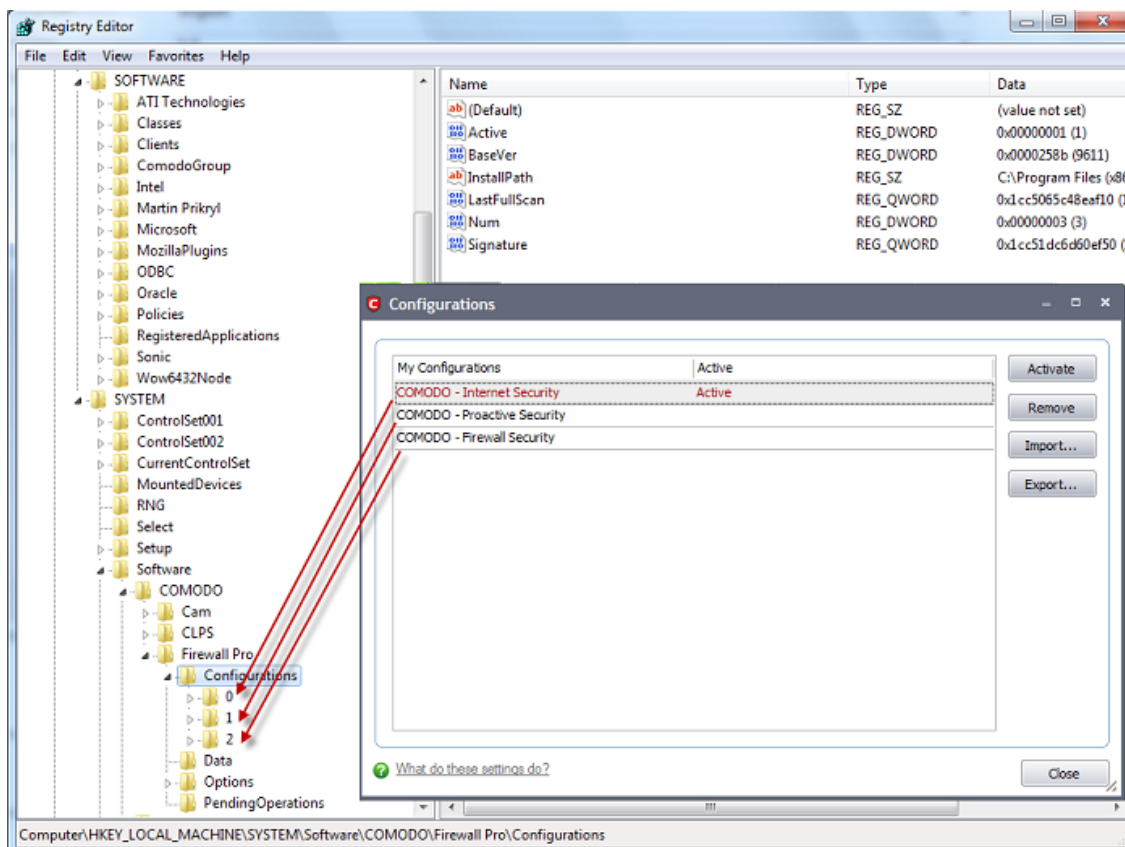 Registry Editor
File Edit View Favorites Help
SOFTWARE
ATI Technologies
Classes
Clients
ComodoGroup
Intel
Martin Prikryl
Microsoft
MozillaPlugins
ODBC
Oracle
Policies
RegisteredApplications
Sonic
Wow6432Node
SYSTEM
ControlSet001
ControlSet002
CurrentControlSet
MountedDevices
RNG
Select
Setup
Software
COMODO
Cam
CLPS
Firewall Pro
Configurations
0
1
2
Data
Options
PendingOperations
Name Type Data
(Default) REG_SZ (value not set)
Active REG_DWORD 0x00000001 (1)
BaseVer REG_DWORD 0x0000258b (9611)
InstallPath REG_SZ C:\Program Files (x86
LastFullScan REG_QWORD 0x1cc5065c48eaf10 (1
Num REG_DWORD 0x00000003 (3)
Signature REG_QWORD 0x1cc51dc6d60ef50 (
Configurations
My Configurations Active
COMODO - Internet Security Active
COMODO - Proactive Security
COMODO - Firewall Security
Activate
Remove
Import...
Export...
What do these settings do?
Close
Computer\HKEY_LOCAL_MACHINE\SYSTEM\Software\COMODO\Firewall Pro\Configurations